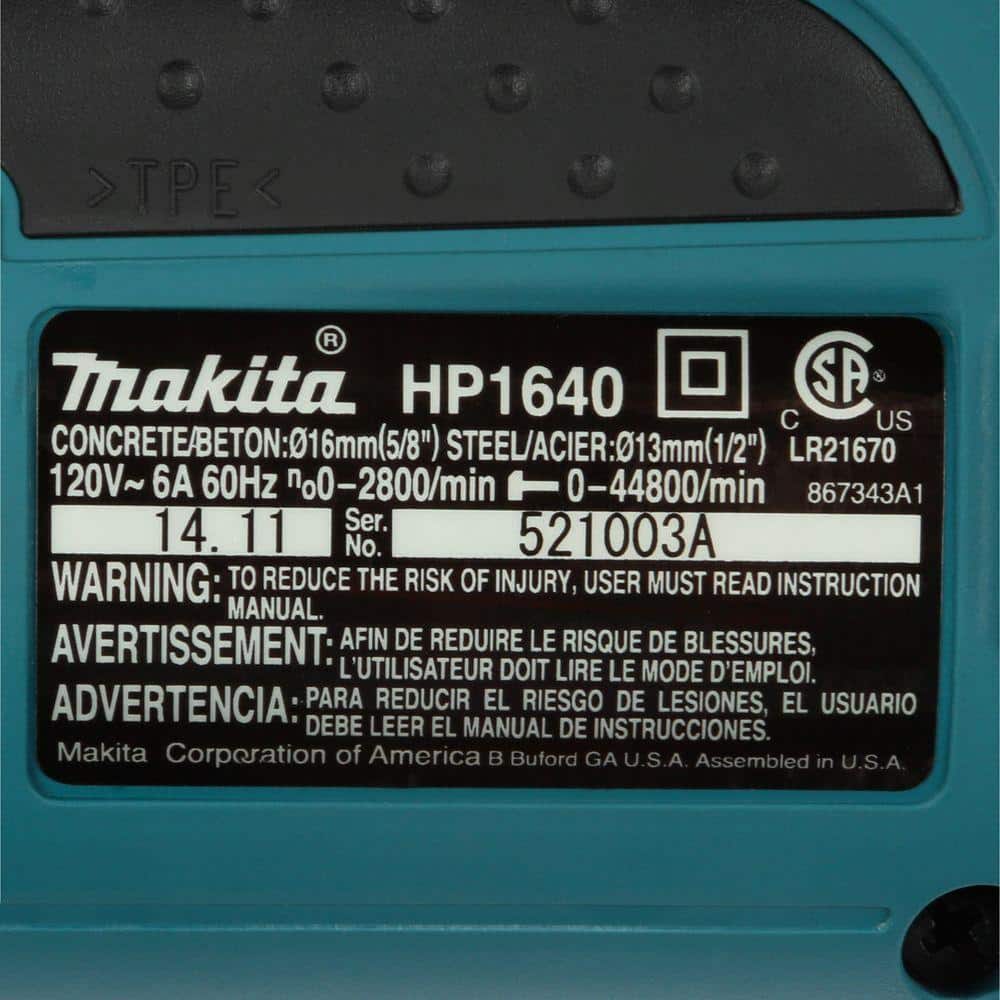 >TPE<
makita®
HP1640
CSA®
C US
CONCRETE/BETON:Ø16mm(5/8") STEEL/ACIER:Ø13mm(1/2") LR21670
120V~ 6A 60Hz no0-2800/min 0-44800/min 867343A1
14. 11 Ser. No. 521003A
WARNING: TO REDUCE THE RISK OF INJURY, USER MUST READ INSTRUCTION
MANUAL.
AVERTISSEMENT: AFIN DE REDUIRE LE RISQUE DE BLESSURES,
L'UTILISATEUR DOIT LIRE LE MODE D'EMPLOI.
ADVERTENCIA: PARA REDUCIR EL RIESGO DE LESIONES, EL USUARIO
DEBE LEER EL MANUAL DE INSTRUCCIONES.
Makita Corporation of America B Buford GA U.S.A. Assembled in U.S.A.